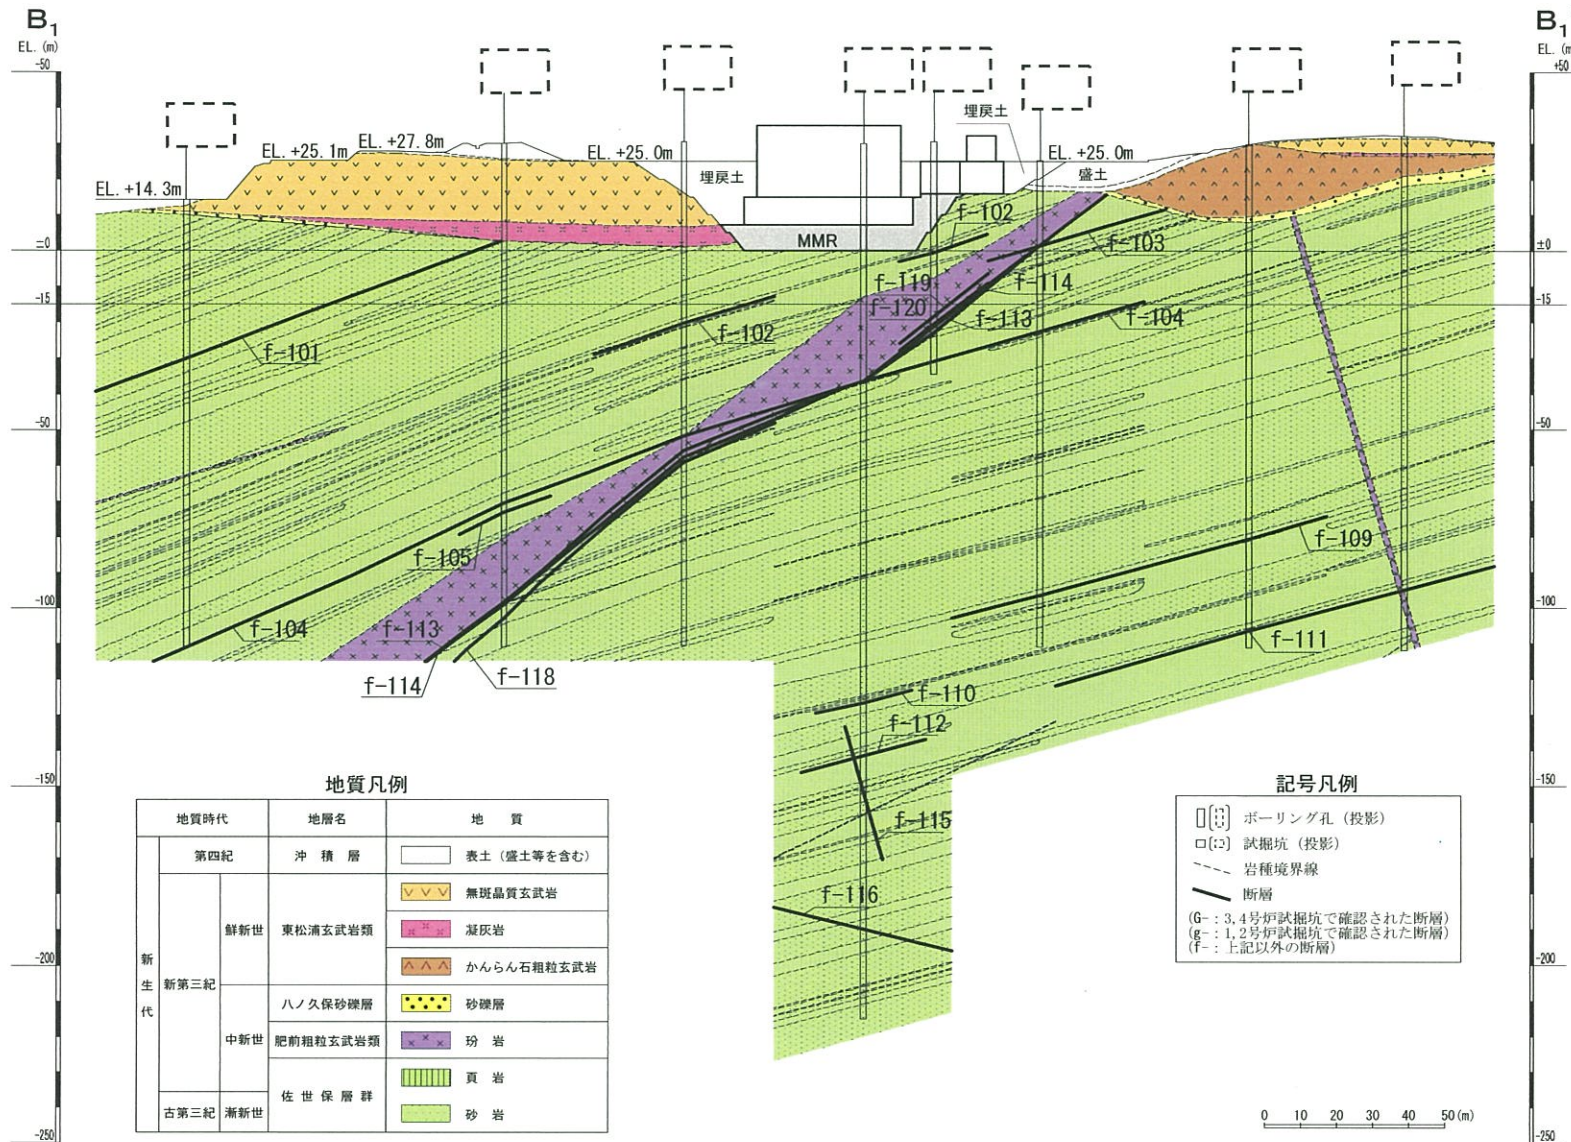 B1
B1
EL. (m)
EL. (m
-50
+50
埋戻土
EL. +27.8m
EL. +25.1m
EL. +25.0m
EL. +25.0m
埋戻土
盛土
EL. +14.3m
f-102
f-103
±0
MMR
±0
f-119
f-114
-15
f-120
f-113
f-104
-15
f-102
f-101
-50
-50
f-105
f-109
-100
-100
f-104
f-113
f-111
f-114
f-118
f-110
f-112
-150
-150
f-115
f-116
-200
-200
-250
-250
地質凡例
地質時代 地層名 地 質
新生代
第四紀 沖 積 層 表土（盛土等を含む）
新第三紀
鮮新世 東松浦玄武岩類 無斑晶質玄武岩
凝灰岩
かんらん石粗粒玄武岩
中新世 八ノ久保砂礫層 砂礫層
肥前粗粒玄武岩類 玢 岩
佐 世 保 層 群 頁 岩
古第三紀 漸新世 砂 岩
記号凡例
ボーリング孔（投影）
試掘坑（投影）
岩種境界線
断層
(G- : 3,4号炉試掘坑で確認された断層)
(g- : 1,2号炉試掘坑で確認された断層)
(f- : 上記以外の断層)
0 10 20 30 40 50(m)